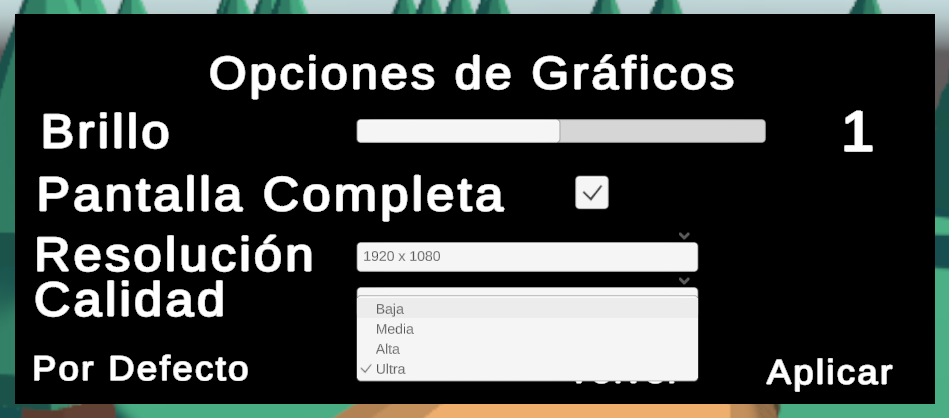 Opciones de Gráficos
Brillo 1
Pantalla Completa
Resolución 1920 x 1080
Calidad
Baja
Media
Alta
Ultra
Por Defecto Aplicar